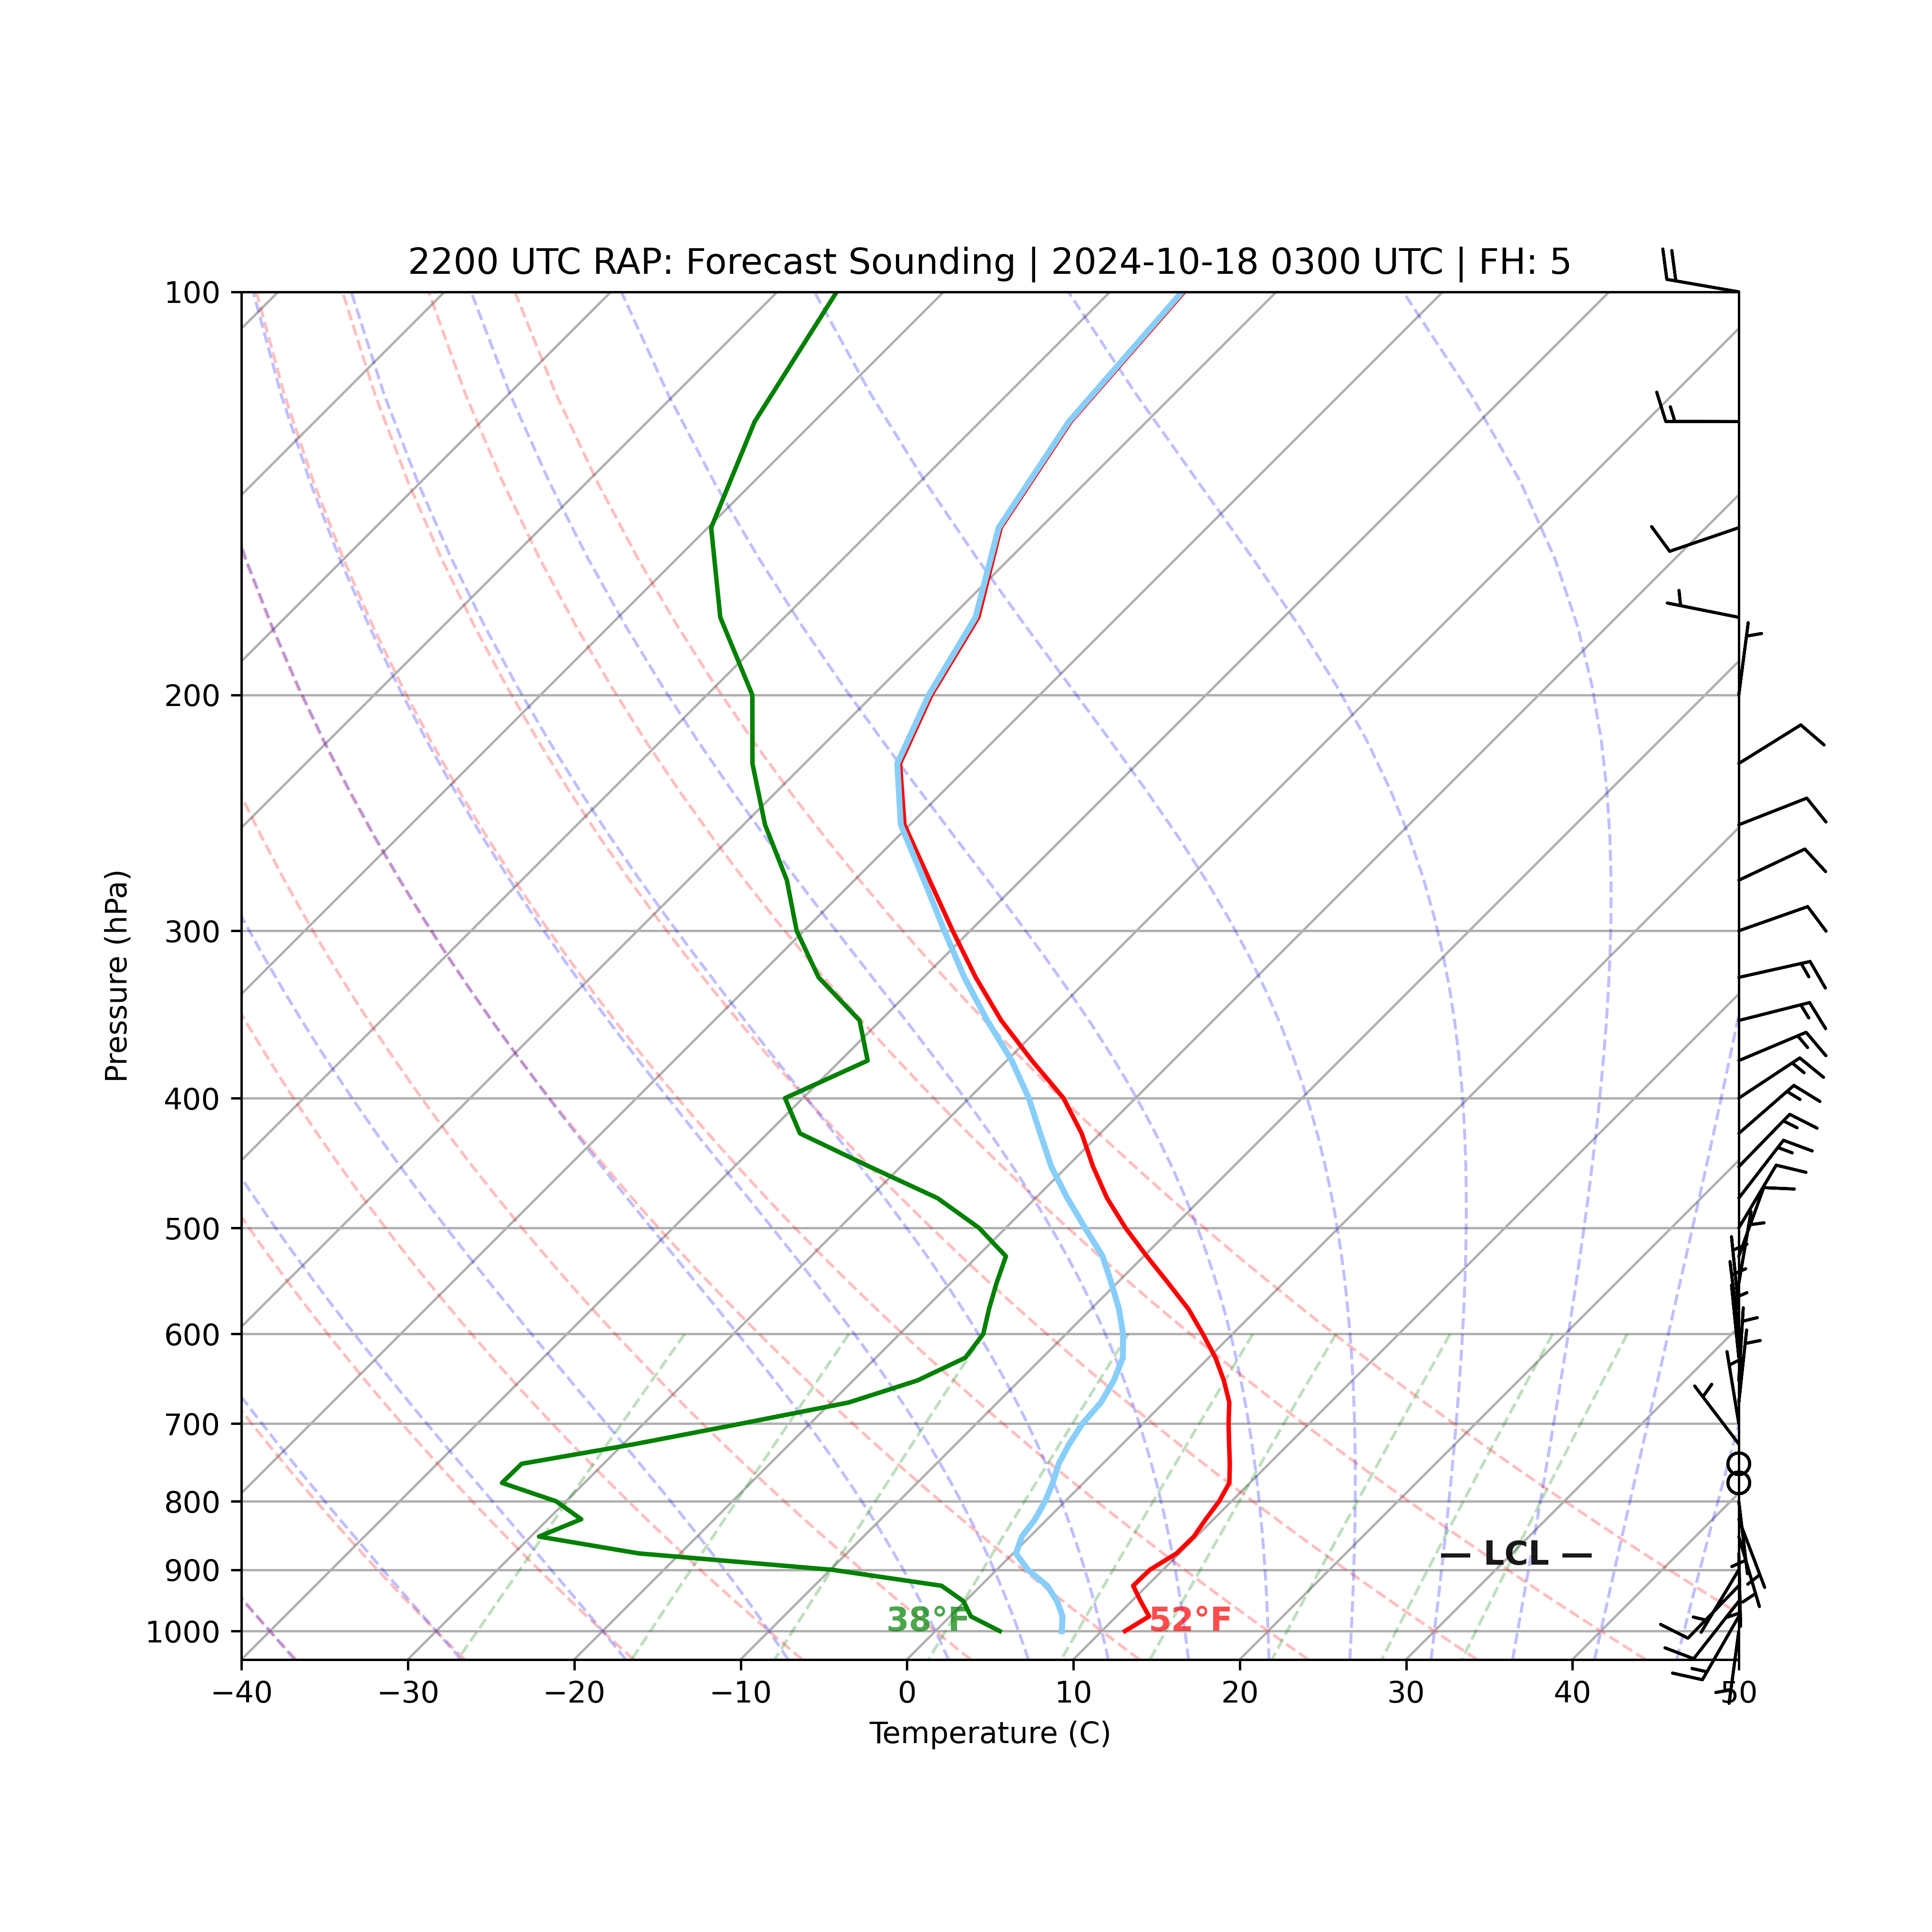 2200 UTC RAP: Forecast Sounding | 2024-10-18 0300 UTC | FH: 5
100
200
300
400
500
600
700
800
900
1000
Pressure (hPa)
— LCL —
38°F
52°F
−40 −30 −20 −10 0 10 20 30 40 50
Temperature (C)